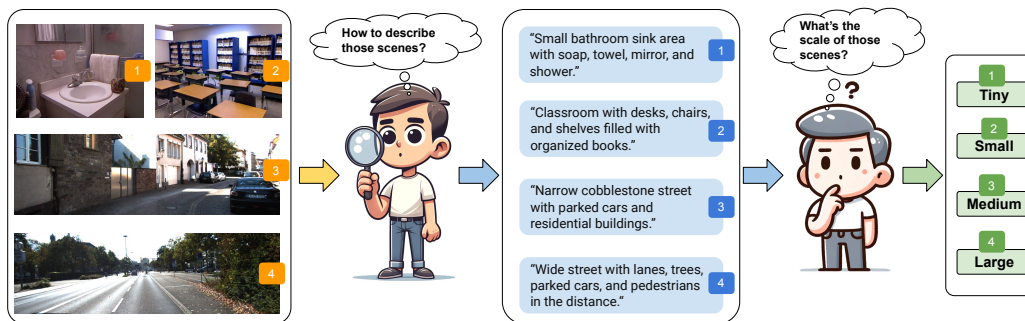 1
2
3
4
How to describe
those scenes?
“Small bathroom sink area
with soap, towel, mirror, and
shower.”
1
“Classroom with desks, chairs,
and shelves filled with
organized books.”
2
“Narrow cobblestone street
with parked cars and
residential buildings.”
3
“Wide street with lanes, trees,
parked cars, and pedestrians
in the distance.“
4
What's the
scale of those
scenes?
?
1
Tiny
2
Small
3
Medium
4
Large